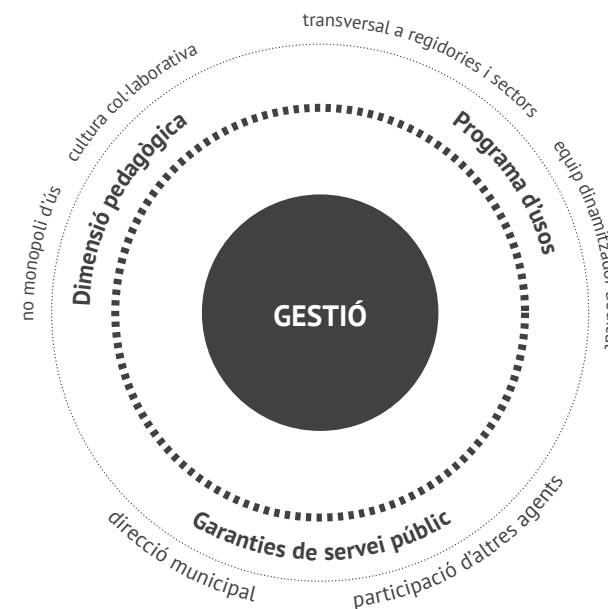 transversal a regidories i sectors
cultura col·laborativa
Programa d'usos
Dimensió pedagògica
equip dinamitzador
no monopoli d'ús
GESTIÓ
Garanties de servei públic
direcció municipal
participació d'altres agents